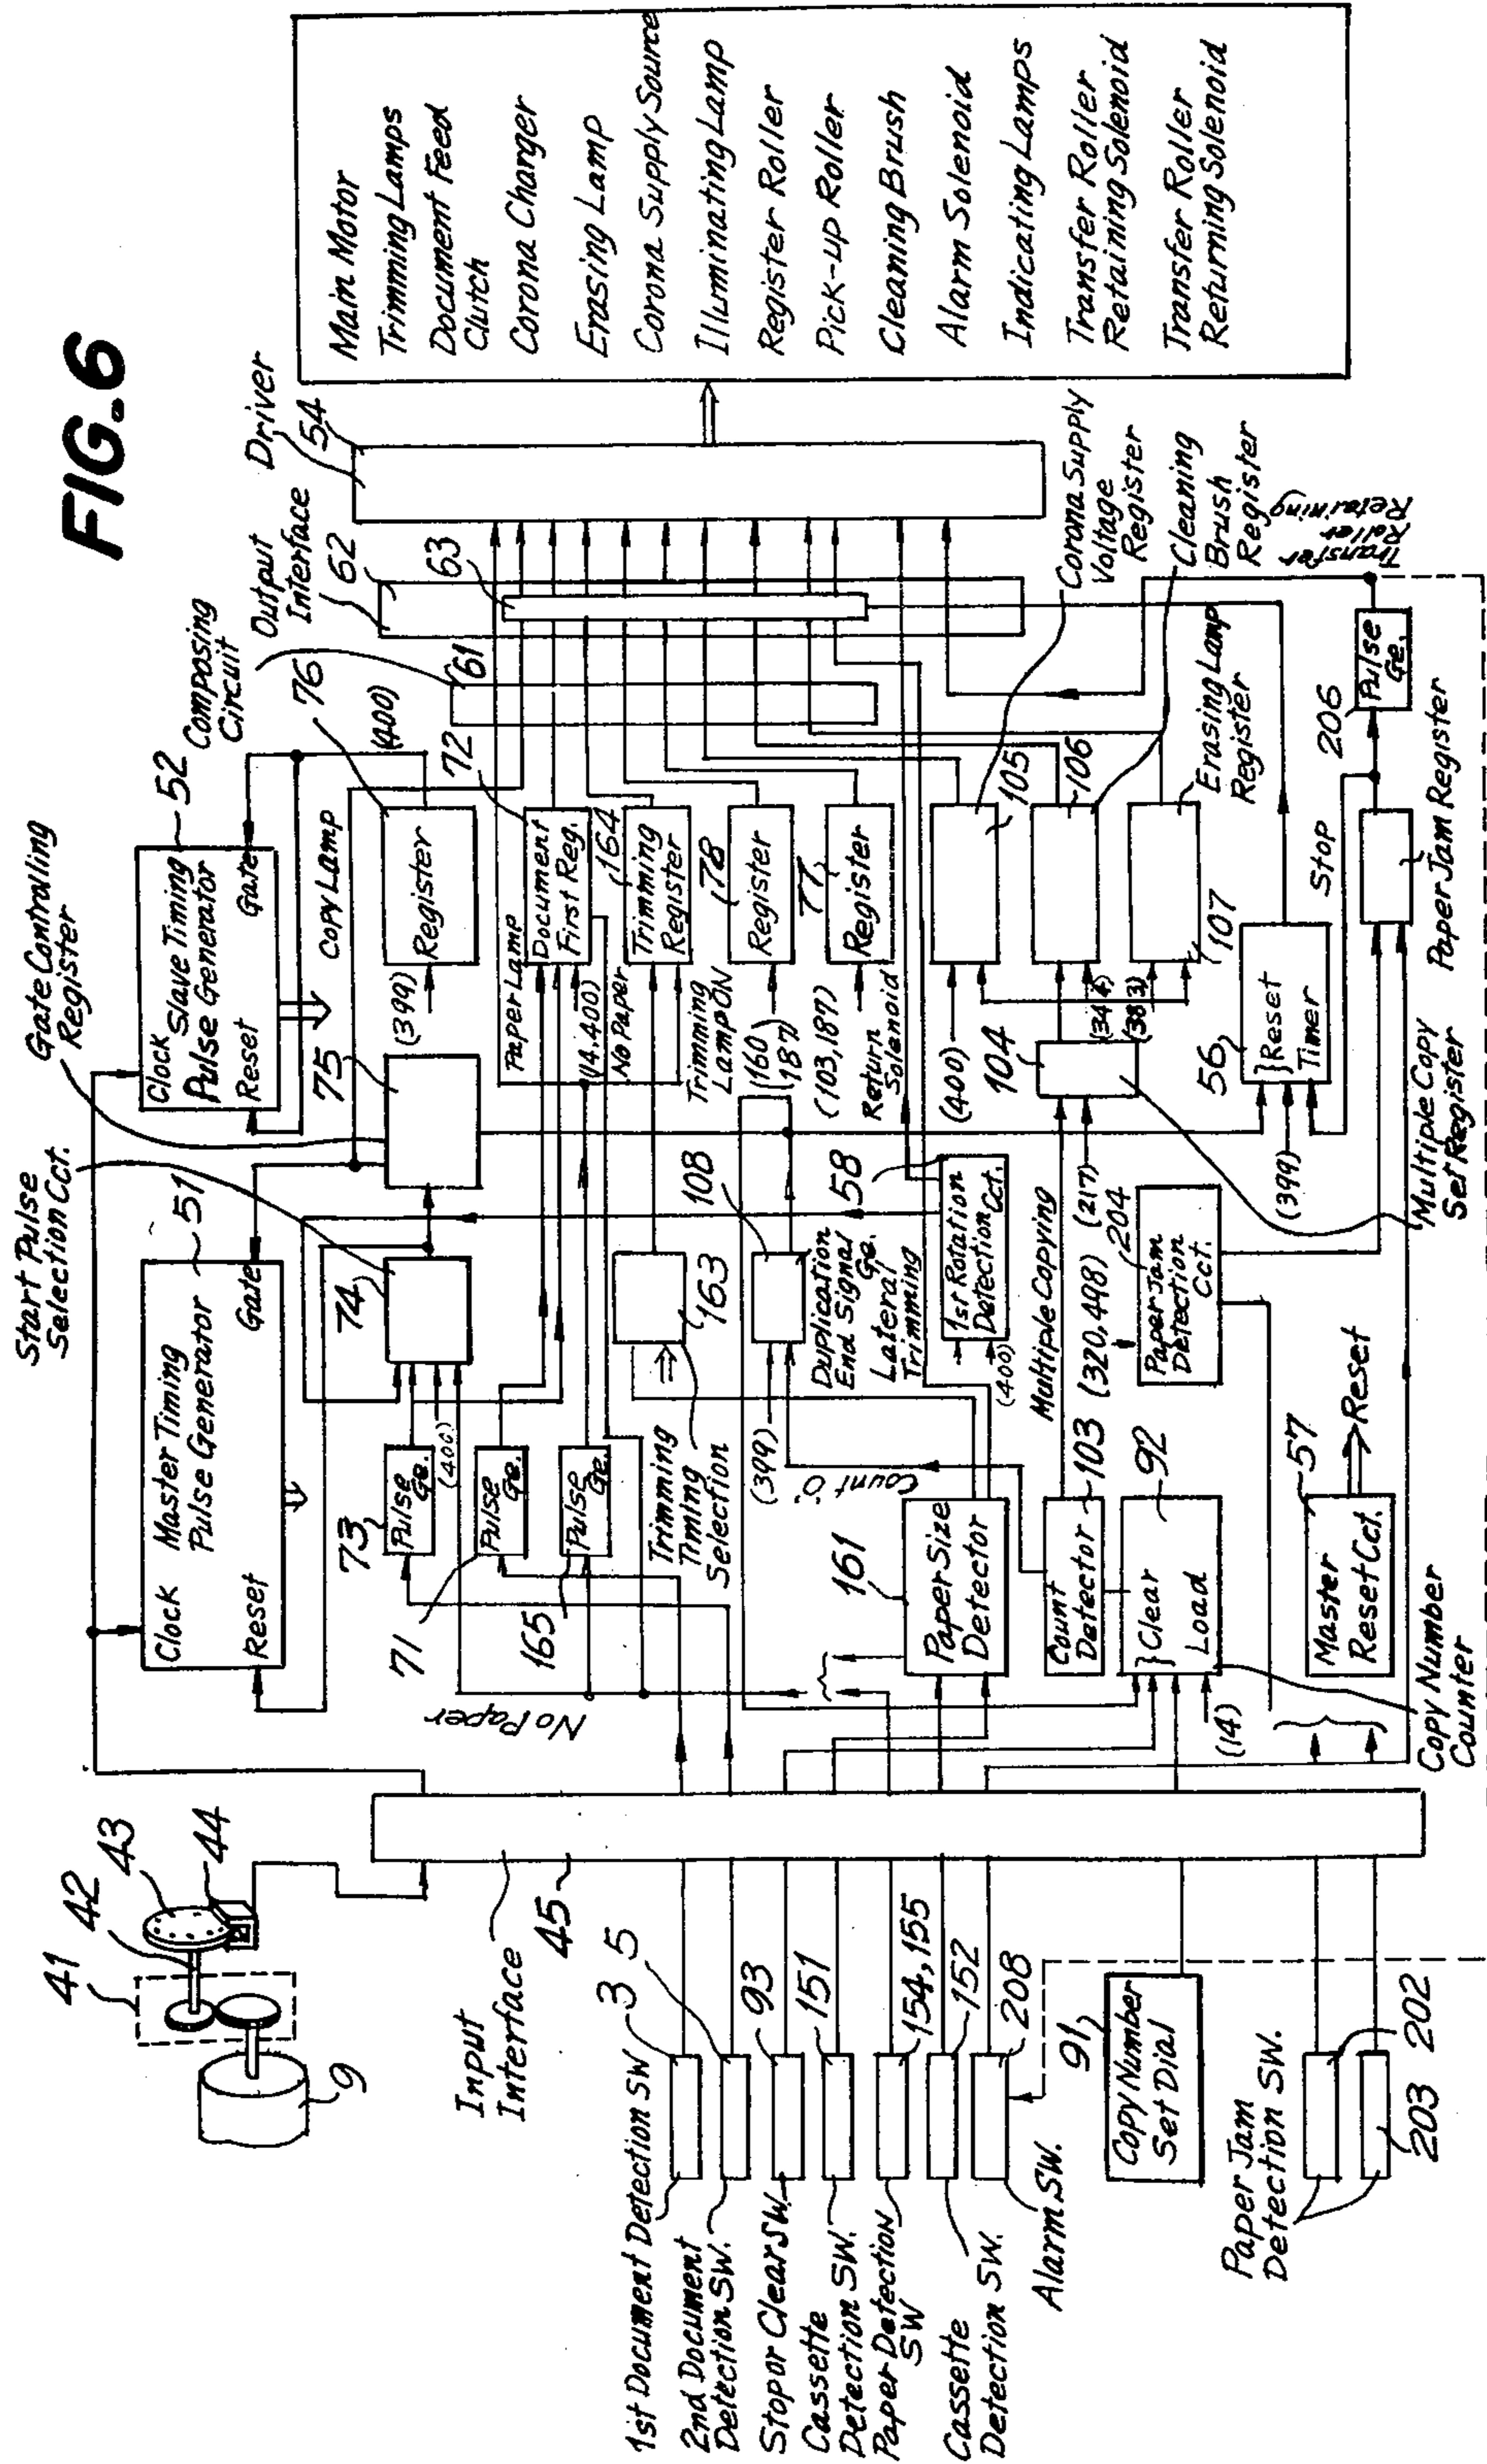 FIG.6
41
42
43
44
9
Input
Interface
45
1st Document Detection SW
3
2nd Document
Detection SW.
5
Stop or Clear SW.
93
Cassette
Detection SW.
151
Paper Detection
SW
154,155
Cassette
Detection SW.
152
208
Alarm SW.
91
Copy Number
Set Dial
Paper Jam
Detection SW.
202
203
Start Pulse
Selection Cct.
Gate Controling
Register
51
Clock
Master Timing
Pulse Generator
Reset
Gate
52
Clock
Slave Timing
Pulse Generator
Reset
Gate
Copy Lamp
73
Pulse
Ge.
(400)
74
75
71
Pulse
Ge.
165
Pulse
Ge.
No Paper
Trimming
Timing
Selection
163
(399)
Register
76
(400)
Paper Lamp
Document
First Reg.
72
(14.400)
No Paper
Trimming
Register
164
Trimming
Lamp ON
(160)
(187)
Register
78
(103,187)
Register
77
Return
Solenoid
108
(399)
Count "0"
Duplication
End Signal
Ge.
Lateral
Trimming
58
1st Rotation
Detection Cct.
(400)
161
Paper Size
Detector
Multiple Copying
Count
Detector
103
(320,498)
(217)
} Clear
Load
92
(14)
Copy Number
Counter
57
Master
Reset Cct.
Reset
204
Paper Jam
Detection
Cct.
(400)
105
104
(344)
(383)
106
107
56
} Reset
Timer
(399)
Stop
Multiple Copy
Set Register
Paper Jam Register
206
Pulse
Ge.
Transfer
Roller
Retaining
Erasing Lamp
Register
Cleaning
Brush
Register
Corona Supply
Voltage
Register
Composing
Circuit
61
Output
Interface
62
63
Driver
54
Main Motor
Trimming Lamps
Document Feed
Clutch
Corona Charger
Erasing Lamp
Corona Supply Source
Illuminating Lamp
Register Roller
Pick-up Roller
Cleaning Brush
Alarm Solenoid
Indicating Lamps
Transfer Roller
Retaining Solenoid
Transfer Roller
Returning Solenoid